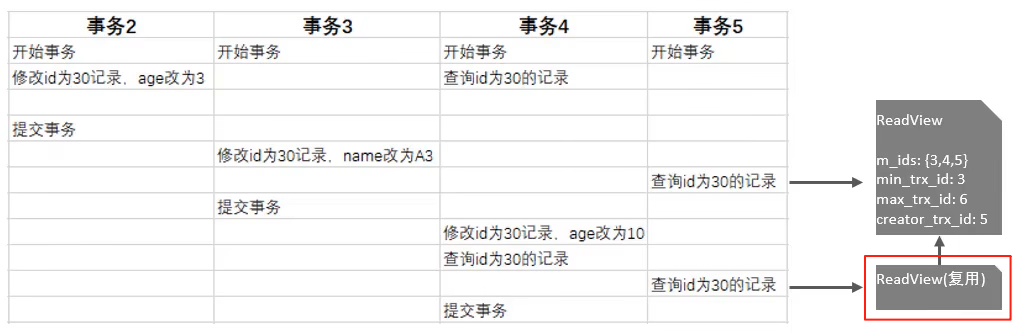 事务2 事务3 事务4 事务5
开始事务 开始事务 开始事务 开始事务
修改id为30记录，age改为3 查询id为30的记录
提交事务
修改id为30记录，name改为A3
查询id为30的记录
提交事务
修改id为30记录，age改为10
查询id为30的记录
查询id为30的记录
提交事务
ReadView
m_ids: {3,4,5}
min_trx_id: 3
max_trx_id: 6
creator_trx_id: 5
ReadView(复用)